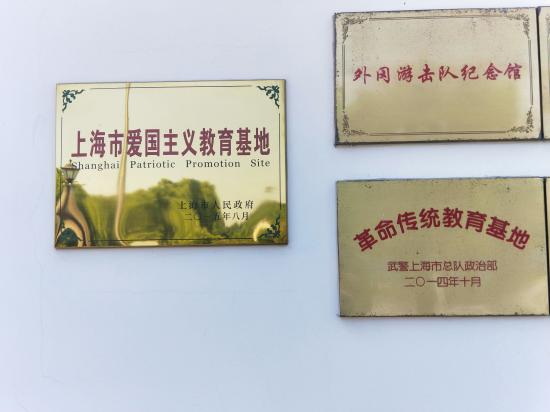 上海市爱国主义教育基地
Shanghai Patriotic Promotion Site
上海市人民政府
二〇一五年八月
外冈游击队纪念馆
革命传统教育基地
武警上海市总队政治部
二〇一四年十月